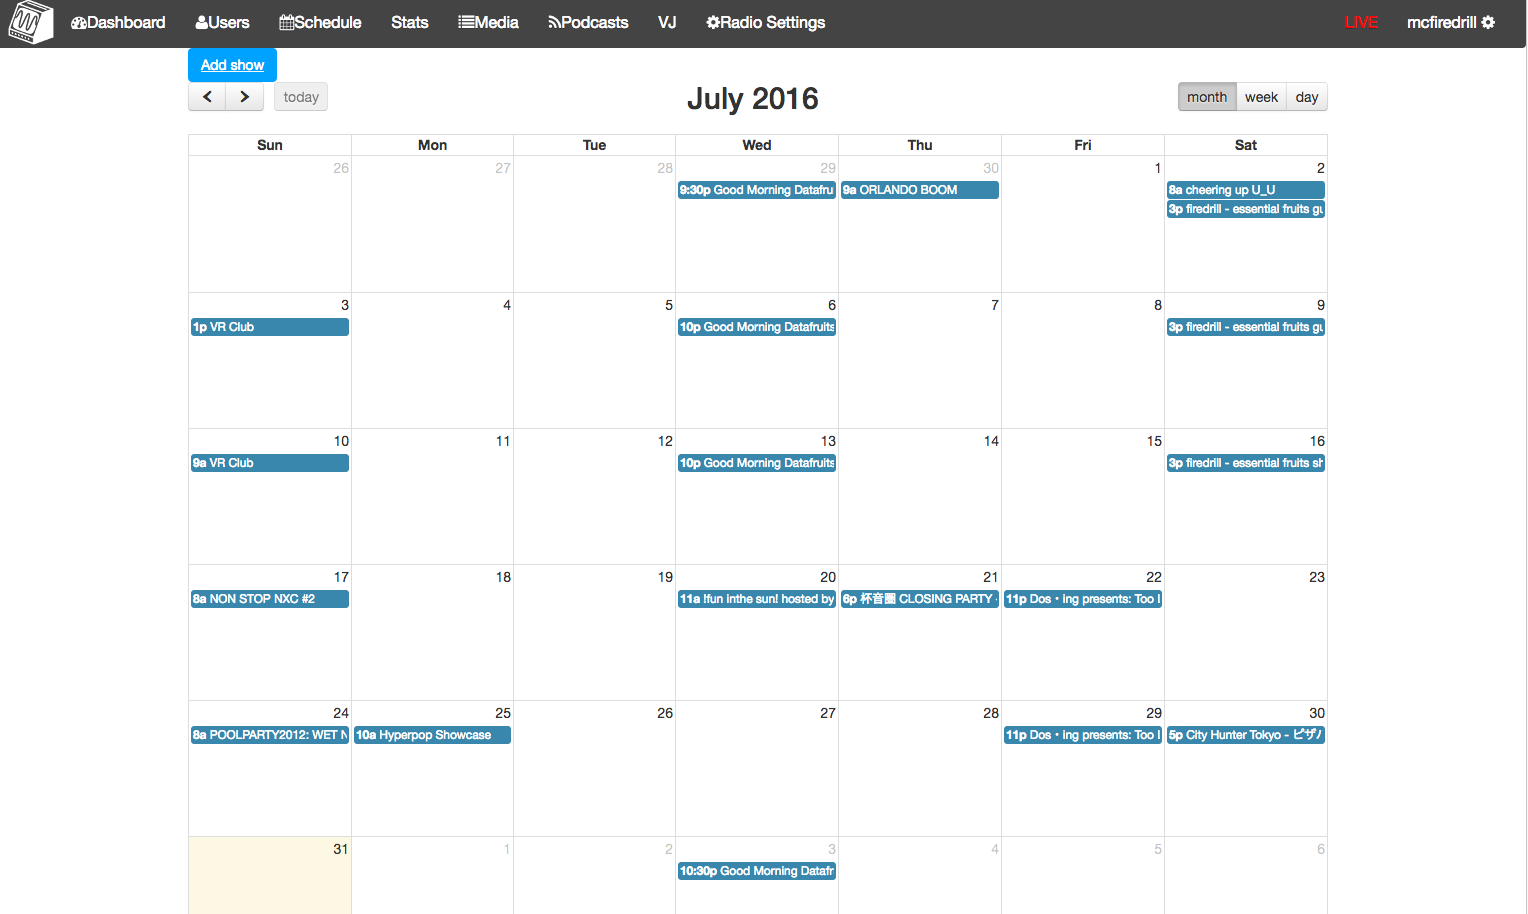 Dashboard Users Schedule Stats Media Podcasts VJ Radio Settings LIVE mcfiredrill
Add show
today July 2016 month week day
Sun Mon Tue Wed Thu Fri Sat
26 27 28 29 30 1 2
9:30p Good Morning Datafru 9a ORLANDO BOOM 8a cheering up U_U
3p firedrill - essential fruits gu
3 4 5 6 7 8 9
1p VR Club 10p Good Morning Datafruits 3p firedrill - essential fruits gu
10 11 12 13 14 15 16
9a VR Club 10p Good Morning Datafruits 3p firedrill - essential fruits sh
17 18 19 20 21 22 23
8a NON STOP NXC #2 11a !fun inthe sun! hosted by 6p 杯音圏 CLOSING PARTY 11p Dos・ing presents: Too
24 25 26 27 28 29 30
8a POOLPARTY2012: WET 10a Hyperpop Showcase 11p Dos・ing presents: Too 5p City Hunter Tokyo - ピザ
31 1 2 3 4 5 6
10:30p Good Morning Datafr